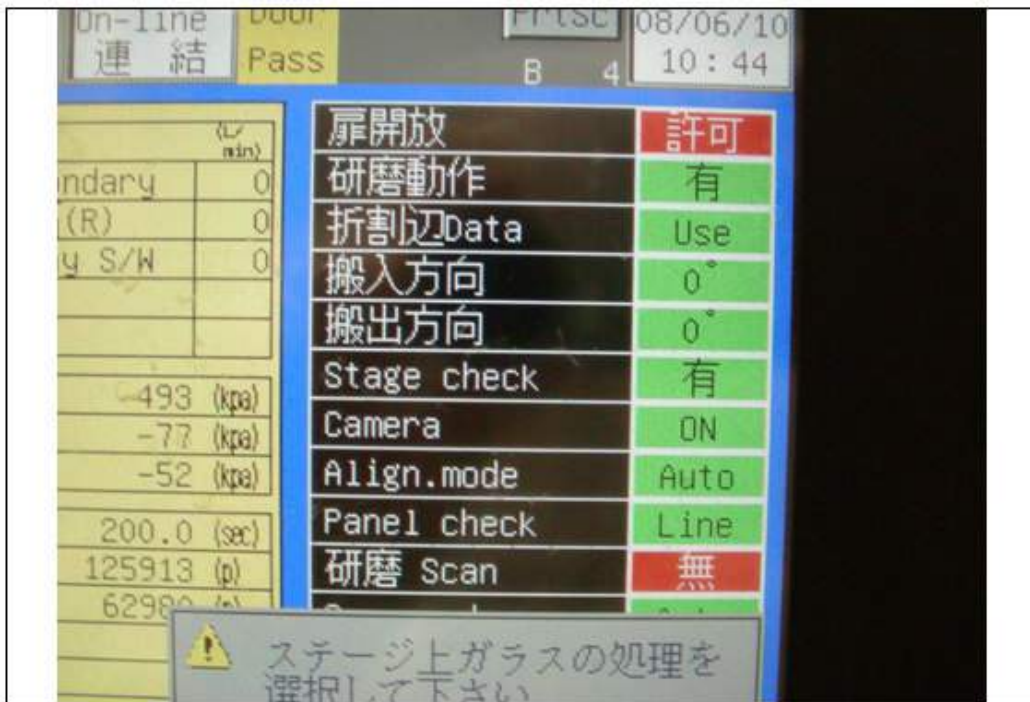 On-line
連 結
Door
Pass
PrtSc
B 4
08/06/10
10:44
(L/
min)
ndary 0
(R) 0
y S/W 0
-493 (kpa)
-77 (kpa)
-52 (kpa)
200.0 (sec)
125913 (p)
扉開放 許可
研磨動作 有
折割辺Data Use
搬入方向 0°
搬出方向 0°
Stage check 有
Camera ON
Align.mode Auto
Panel check Line
研磨 Scan 無
ステージ上ガラスの処理を
選択して下さい